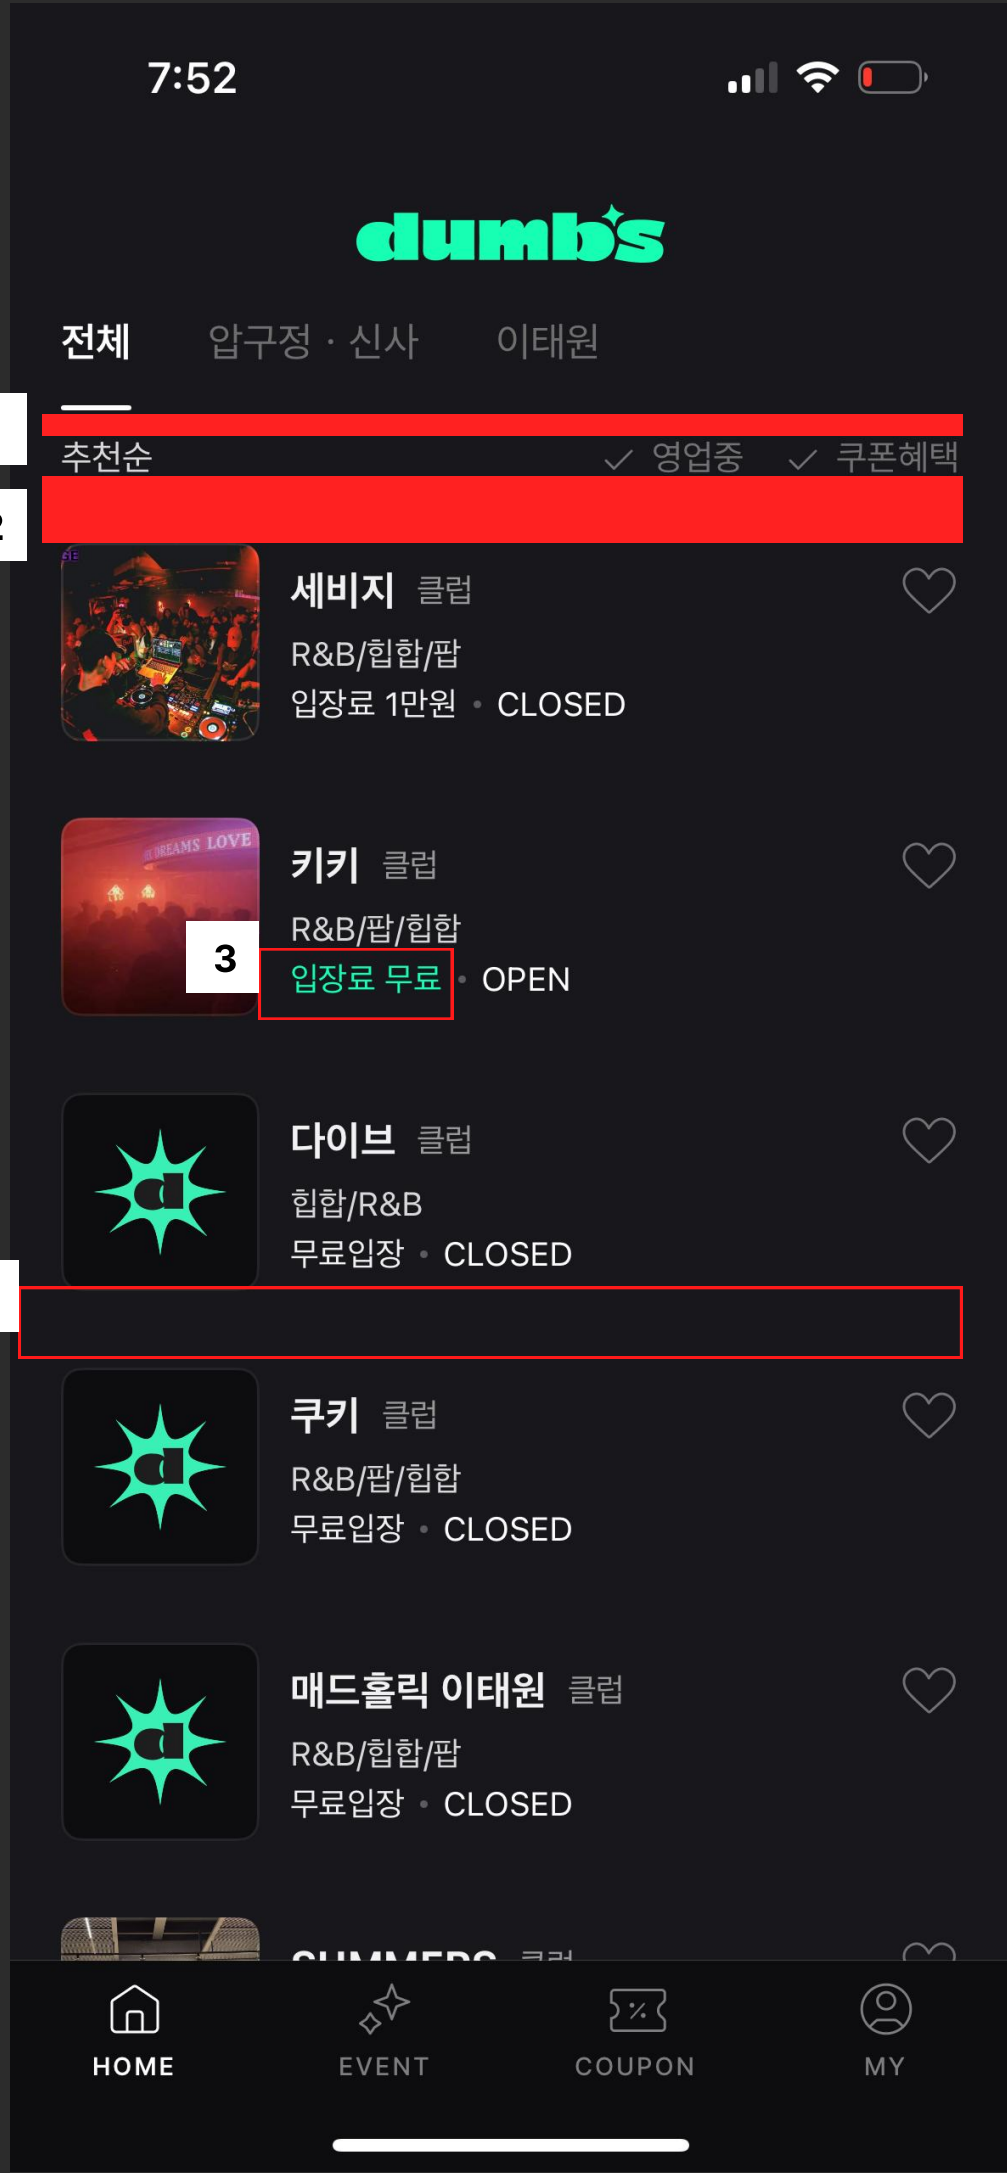 7:52
dumb's
전체 압구정 · 신사 이태원
추천순 영업중 쿠폰혜택
2
GE
세비지 클럽
R&B/힙합/팝
입장료 1만원 • CLOSED
DREAMS LOVE
키키 클럽
R&B/팝/힙합
3
입장료 무료 • OPEN
다이브 클럽
힙합/R&B
무료입장 • CLOSED
쿠키 클럽
R&B/팝/힙합
무료입장 • CLOSED
매드홀릭 이태원 클럽
R&B/힙합/팝
무료입장 • CLOSED
SUMMERS 클럽
HOME EVENT COUPON MY